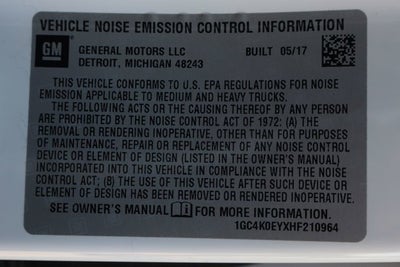 VEHICLE NOISE EMISSION CONTROL INFORMATION
GM
GENERAL MOTORS LLC BUILT 05/17
DETROIT, MICHIGAN 48243
THIS VEHICLE CONFORMS TO U.S. EPA REGULATIONS FOR NOISE
EMISSION APPLICABLE TO MEDIUM AND HEAVY TRUCKS.
THE FOLLOWING ACTS OR THE CAUSING THEREOF BY ANY PERSON
ARE PROHIBITED BY THE NOISE CONTROL ACT OF 1972: (A) THE
REMOVAL OR RENDERING INOPERATIVE, OTHER THAN FOR PURPOSES
OF MAINTENANCE, REPAIR OR REPLACEMENT OF ANY NOISE CONTROL
DEVICE OR ELEMENT OF DESIGN (LISTED IN THE OWNER'S MANUAL)
INCORPORATED INTO THIS VEHICLE IN COMPLIANCE WITH THE NOISE
CONTROL ACT; (B) THE USE OF THIS VEHICLE AFTER SUCH DEVICE OR
ELEMENT OF DESIGN HAS BEEN REMOVED OR RENDERED INOPERATIVE.
SEE OWNER'S MANUAL FOR MORE INFORMATION
1GC4K0EYXHF210964